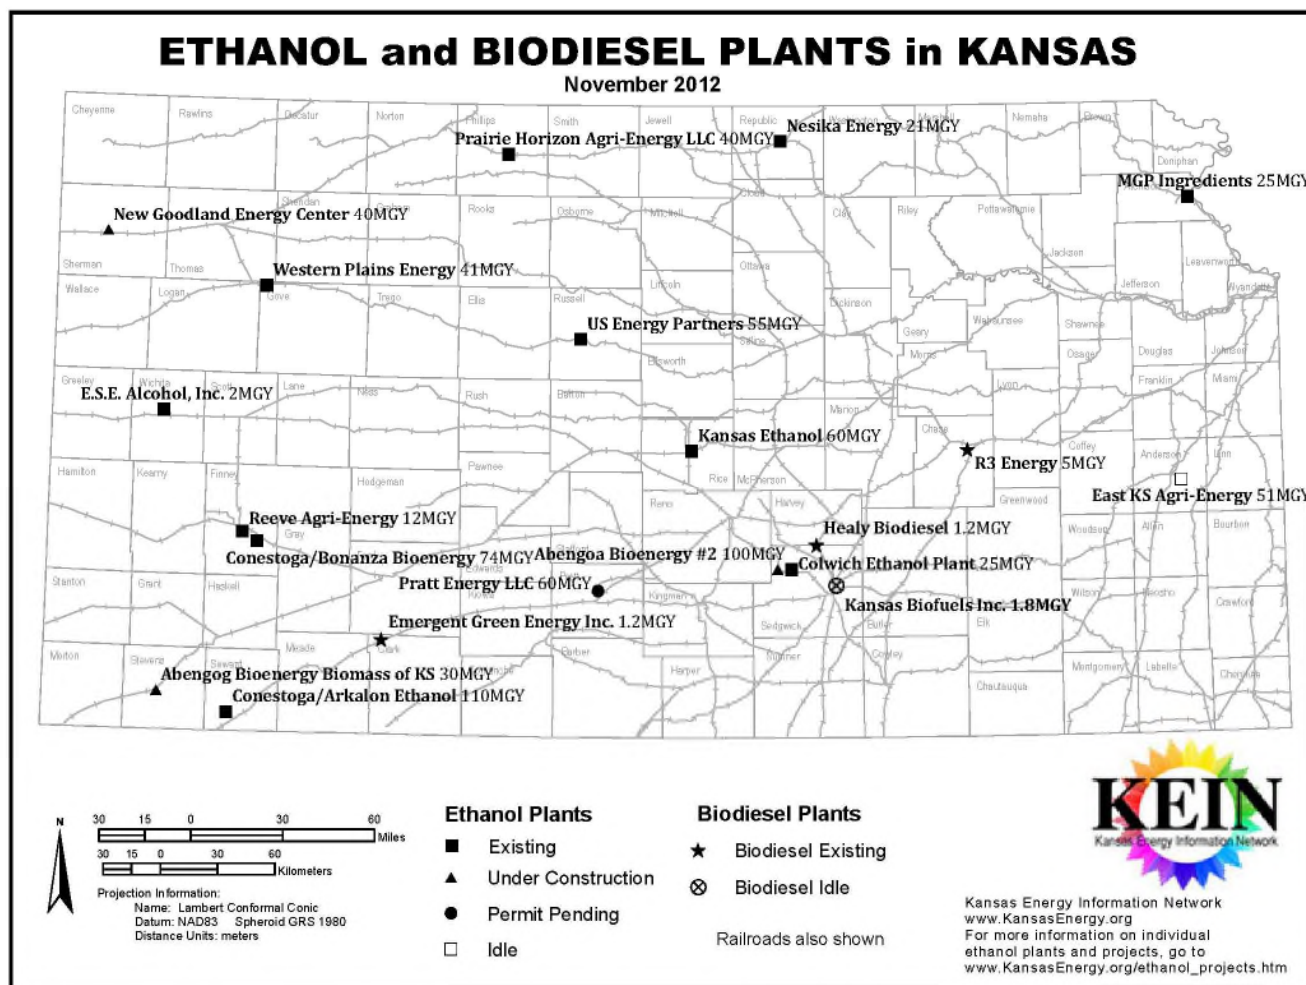 ETHANOL and BIODIESEL PLANTS in KANSAS
November 2012
Cheyenne
Rawlins
Decatur
Norton
Phillips
Smith
Jewell
Republic
Washington
Marshall
Nemaha
Brown
Doniphan
Nesika Energy 21MGY
Prairie Horizon Agri-Energy LLC 40MGY
MGP Ingredients 25MGY
Cloud
Sheridan
New Goodland Energy Center 40MGY
Rooks
Osborne
Mitchell
Clay
Riley
Pottawatomie
Jackson
Sherman
Thomas
Western Plains Energy 41MGY
Ottawa
Leavenworth
Wallace
Logan
Gove
Trego
Ellis
Russell
Lincoln
Dickinson
Jefferson
Wyandotte
US Energy Partners 55MGY
Saline
Geary
Wabaunsee
Shawnee
Ellsworth
Morris
Osage
Douglas
Johnson
Greeley
Wichita
Scott
Lane
Ness
Rush
Barton
Lyon
Franklin
Miami
E.S.E. Alcohol, Inc. 2MGY
Marion
Chase
Kansas Ethanol 60MGY
Coffey
Anderson
Linn
Hamilton
Kearny
Finney
Hodgeman
Pawnee
Rice
McPherson
R3 Energy 5MGY
East KS Agri-Energy 51MGY
Reno
Harvey
Greenwood
Reeve Agri-Energy 12MGY
Gray
Healy Biodiesel 1.2MGY
Woodson
Allen
Bourbon
Conestoga/Bonanza Bioenergy 74MGY
Abengoa Bioenergy #2 100MGY
Colwich Ethanol Plant 25MGY
Stanton
Grant
Haskell
Edwards
Pratt Energy LLC 60MGY
Kiowa
Kingman
Kansas Biofuels Inc. 1.8MGY
Wilson
Neosho
Crawford
Emergent Green Energy Inc. 1.2MGY
Sedgwick
Butler
Elk
Morton
Stevens
Seward
Meade
Clark
Comanche
Barber
Harper
Sumner
Cowley
Chautauqua
Montgomery
Labette
Cherokee
Abengog Bioenergy Biomass of KS 30MGY
Conestoga/Arkalon Ethanol 110MGY
N
30 15 0 30 60
Miles
30 15 0 30 60
Kilometers
Projection Information:
Name: Lambert Conformal Conic
Datum: NAD83 Spheroid GRS 1980
Distance Units: meters
Ethanol Plants
Existing
Under Construction
Permit Pending
Idle
Biodiesel Plants
Biodiesel Existing
Biodiesel Idle
Railroads also shown
KEIN
Kansas Energy Information Network
Kansas Energy Information Network
www.KansasEnergy.org
For more information on individual
ethanol plants and projects, go to
www.KansasEnergy.org/ethanol_projects.htm